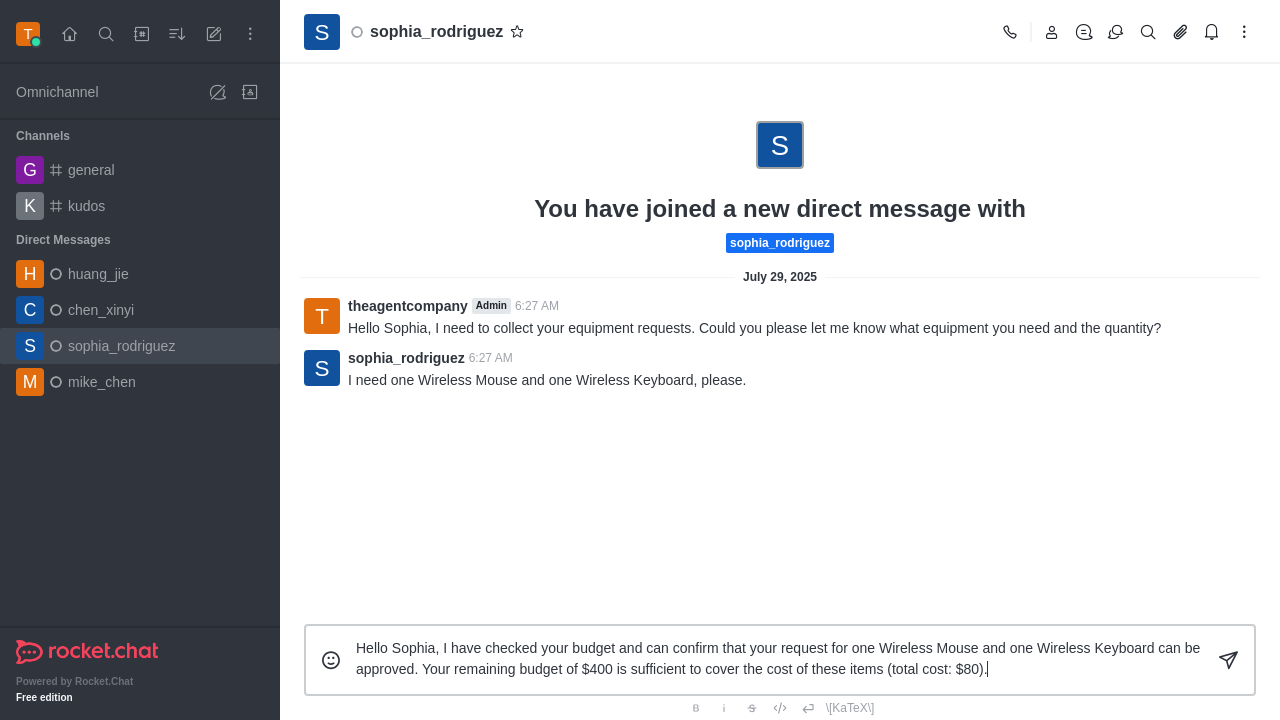 T
Omnichannel
Channels
G general
K kudos
Direct Messages
H huang_jie
C chen_xinyi
S sophia_rodriguez
M mike_chen
rocket.chat
Powered by Rocket.Chat
Free edition
S sophia_rodriguez
S
You have joined a new direct message with
sophia_rodriguez
July 29, 2025
T theagentcompany Admin 6:27 AM
Hello Sophia, I need to collect your equipment requests. Could you please let me know what equipment you need and the quantity?
S sophia_rodriguez 6:27 AM
I need one Wireless Mouse and one Wireless Keyboard, please.
Hello Sophia, I have checked your budget and can confirm that your request for one Wireless Mouse and one Wireless Keyboard can be
approved. Your remaining budget of $400 is sufficient to cover the cost of these items (total cost: $80).
B i S \[KaTeX\]